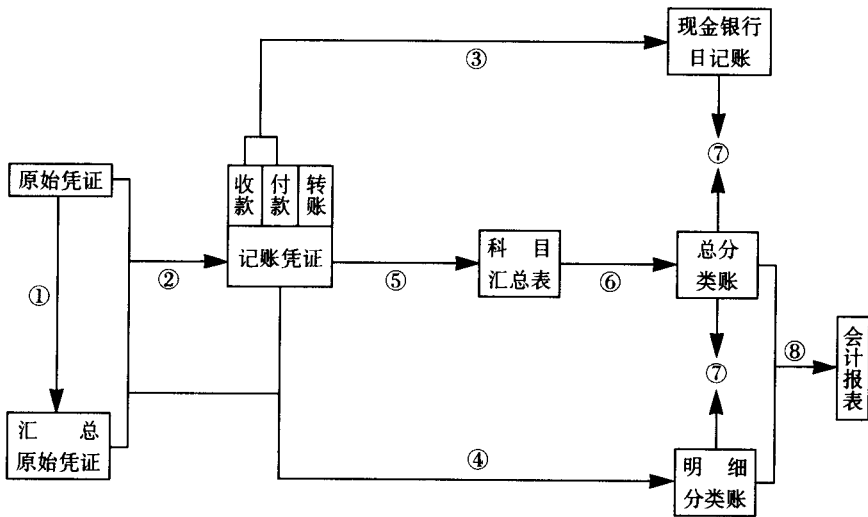 现金银行
日记账
③
⑦
原始凭证
收款
付款
转账
记账凭证
①
②
⑤
科 目
汇总表
⑥
总分
类账
⑦
⑧
会计报表
汇 总
原始凭证
④
明 细
分类账